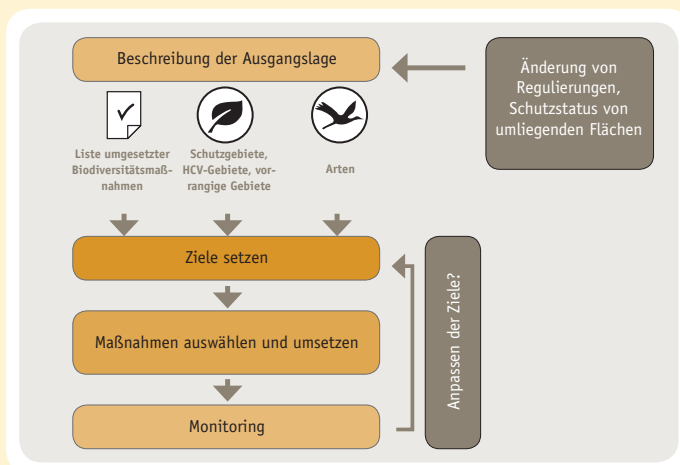 Beschreibung der Ausgangslage
Änderung von
Regulierungen,
Schutzstatus von
umliegenden Flächen
Liste umgesetzter
Biodiversitätsmaß-
nahmen
Schutzgebiete,
HCV-Gebiete, vor-
rangige Gebiete
Arten
Ziele setzen
Maßnahmen auswählen und umsetzen
Monitoring
Anpassen der Ziele?